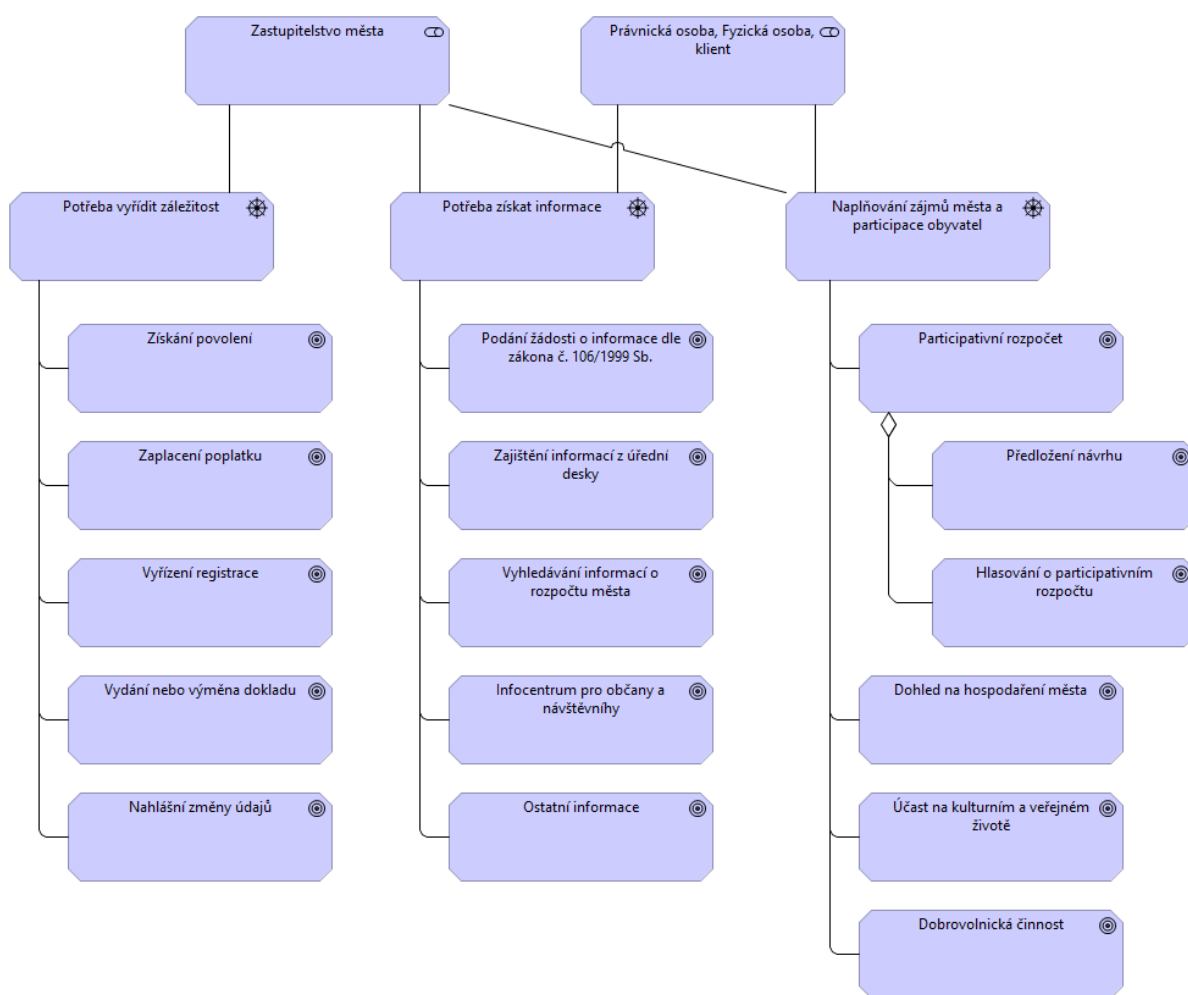 Zastupitelstvo města
Právnická osoba, Fyzická osoba,
klient
Potřeba vyřídit záležitost
Potřeba získat informace
Naplňování zájmů města a
participace obyvatel
Získání povolení
Podání žádosti o informace dle
zákona č. 106/1999 Sb.
Participativní rozpočet
Zaplacení poplatku
Zajištění informací z úřední
desky
Předložení návrhu
Vyřízení registrace
Vyhledávání informací o
rozpočtu města
Hlasování o participativním
rozpočtu
Vydání nebo výměna dokladu
Infocentrum pro občany a
návštěvníhy
Dohled na hospodaření města
Nahlášní změny údajů
Ostatní informace
Účast na kulturním a veřejném
životě
Dobrovolnická činnost